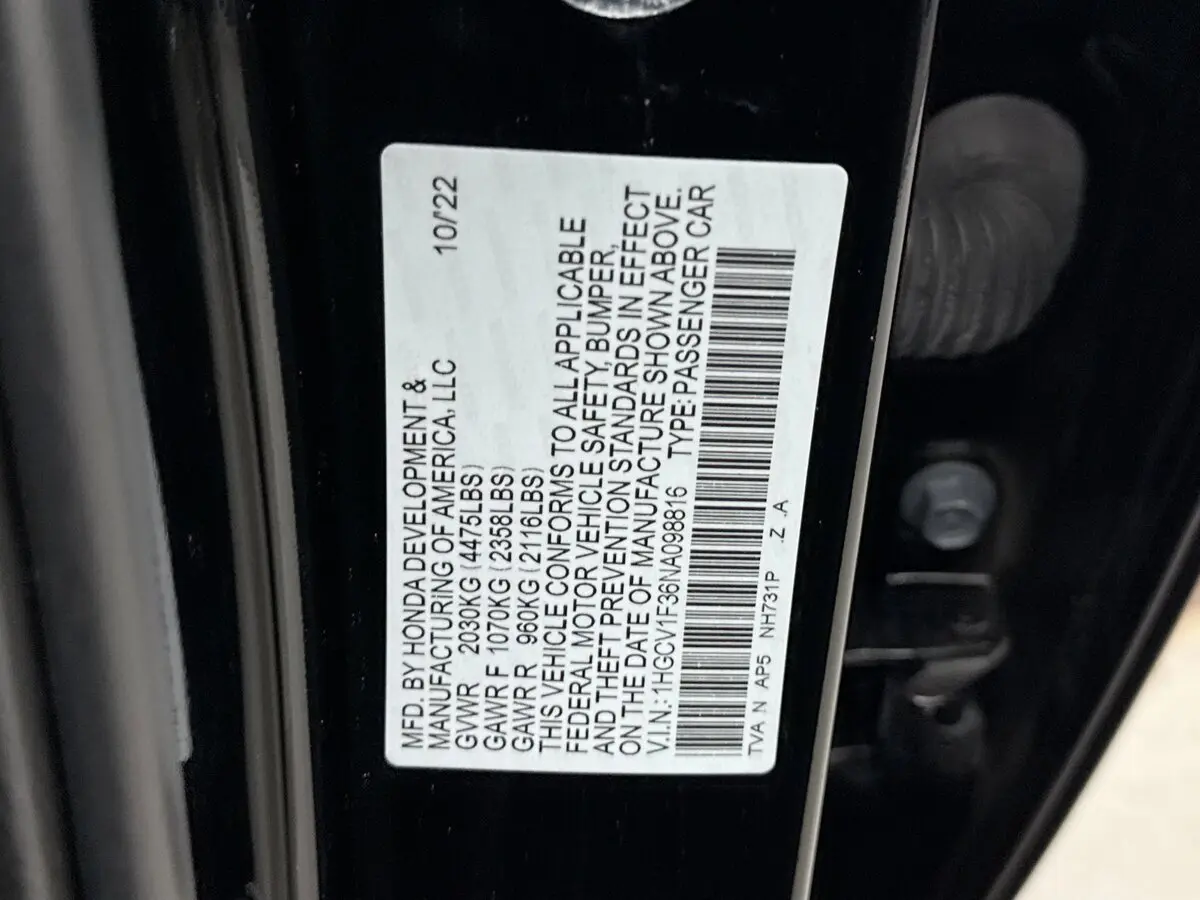 MFD. BY HONDA DEVELOPMENT &
MANUFACTURING OF AMERICA, LLC 10/'22
GVWR 2030KG (4475LBS)
GAWR F 1070KG (2358LBS)
GAWR R 960KG (2116LBS)
THIS VEHICLE CONFORMS TO ALL APPLICABLE
FEDERAL MOTOR VEHICLE SAFETY, BUMPER,
AND THEFT PREVENTION STANDARDS IN EFFECT
ON THE DATE OF MANUFACTURE SHOWN ABOVE.
V.I.N.: 1HGCV1F36NA098816 TYPE: PASSENGER CAR
TVA N AP5 NH731P .Z .A